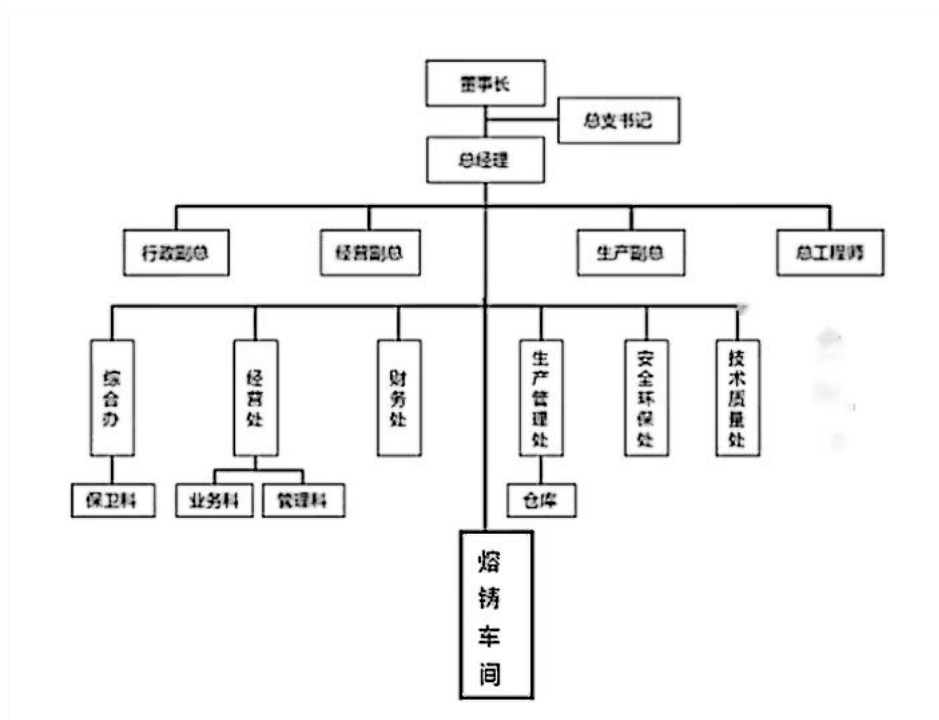 董事长
总支书记
总经理
行政副总
经营副总
生产副总
总工程师
综合办
经营处
财务处
生产管理处
安全环保处
技术质量处
保卫科
业务科
管理科
仓库
熔铸车间